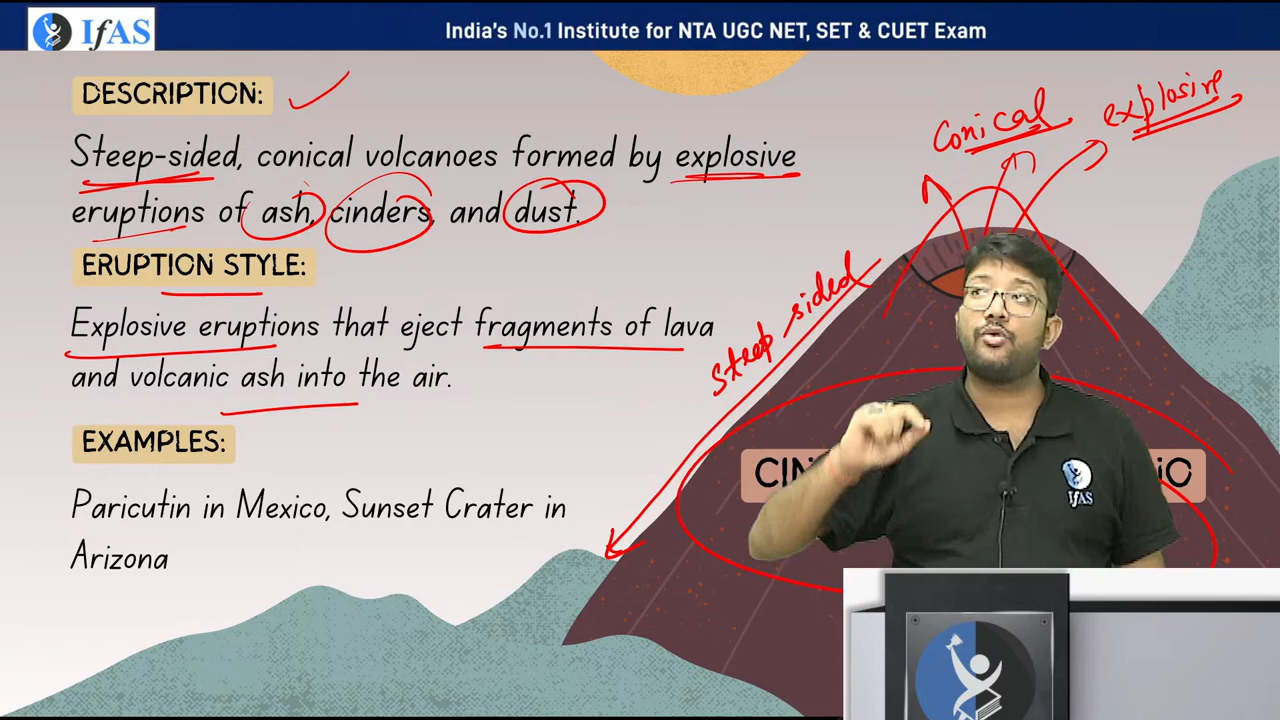 IfAS
India's No.1 Institute for NTA UGC NET, SET & CUET Exam
DESCRIPTION:
Steep-sided, conical volcanoes formed by explosive
eruptions of ash, cinders, and dust.
ERUPTION STYLE:
Explosive eruptions that eject fragments of lava
and volcanic ash into the air.
EXAMPLES:
Paricutin in Mexico, Sunset Crater in
Arizona
Conical
explosive
Steep sided
IfAS